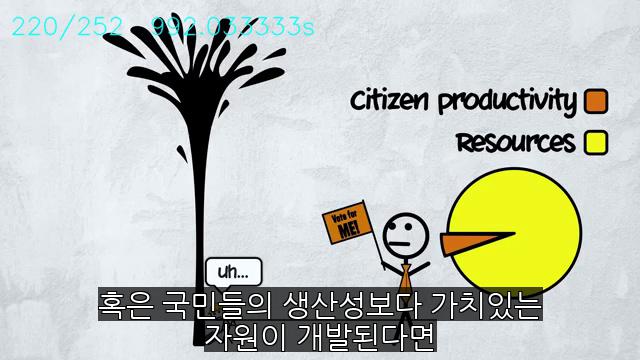 220/252 992.033333s
Citizen productivity
Resources
Vote for
ME!
uh...
혹은 국민들의 생산성보다 가치있는
자원이 개발된다면